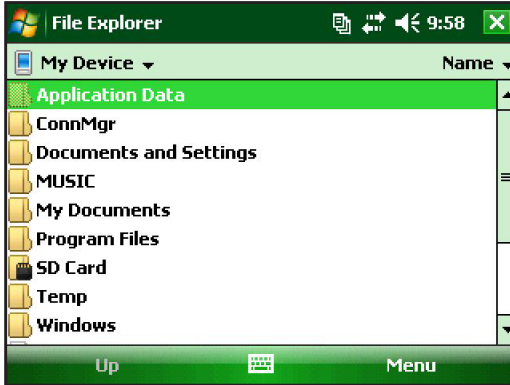 File Explorer 9:58
My Device Name
Application Data
ConnMgr
Documents and Settings
MUSIC
My Documents
Program Files
SD Card
Temp
Windows
Up Menu